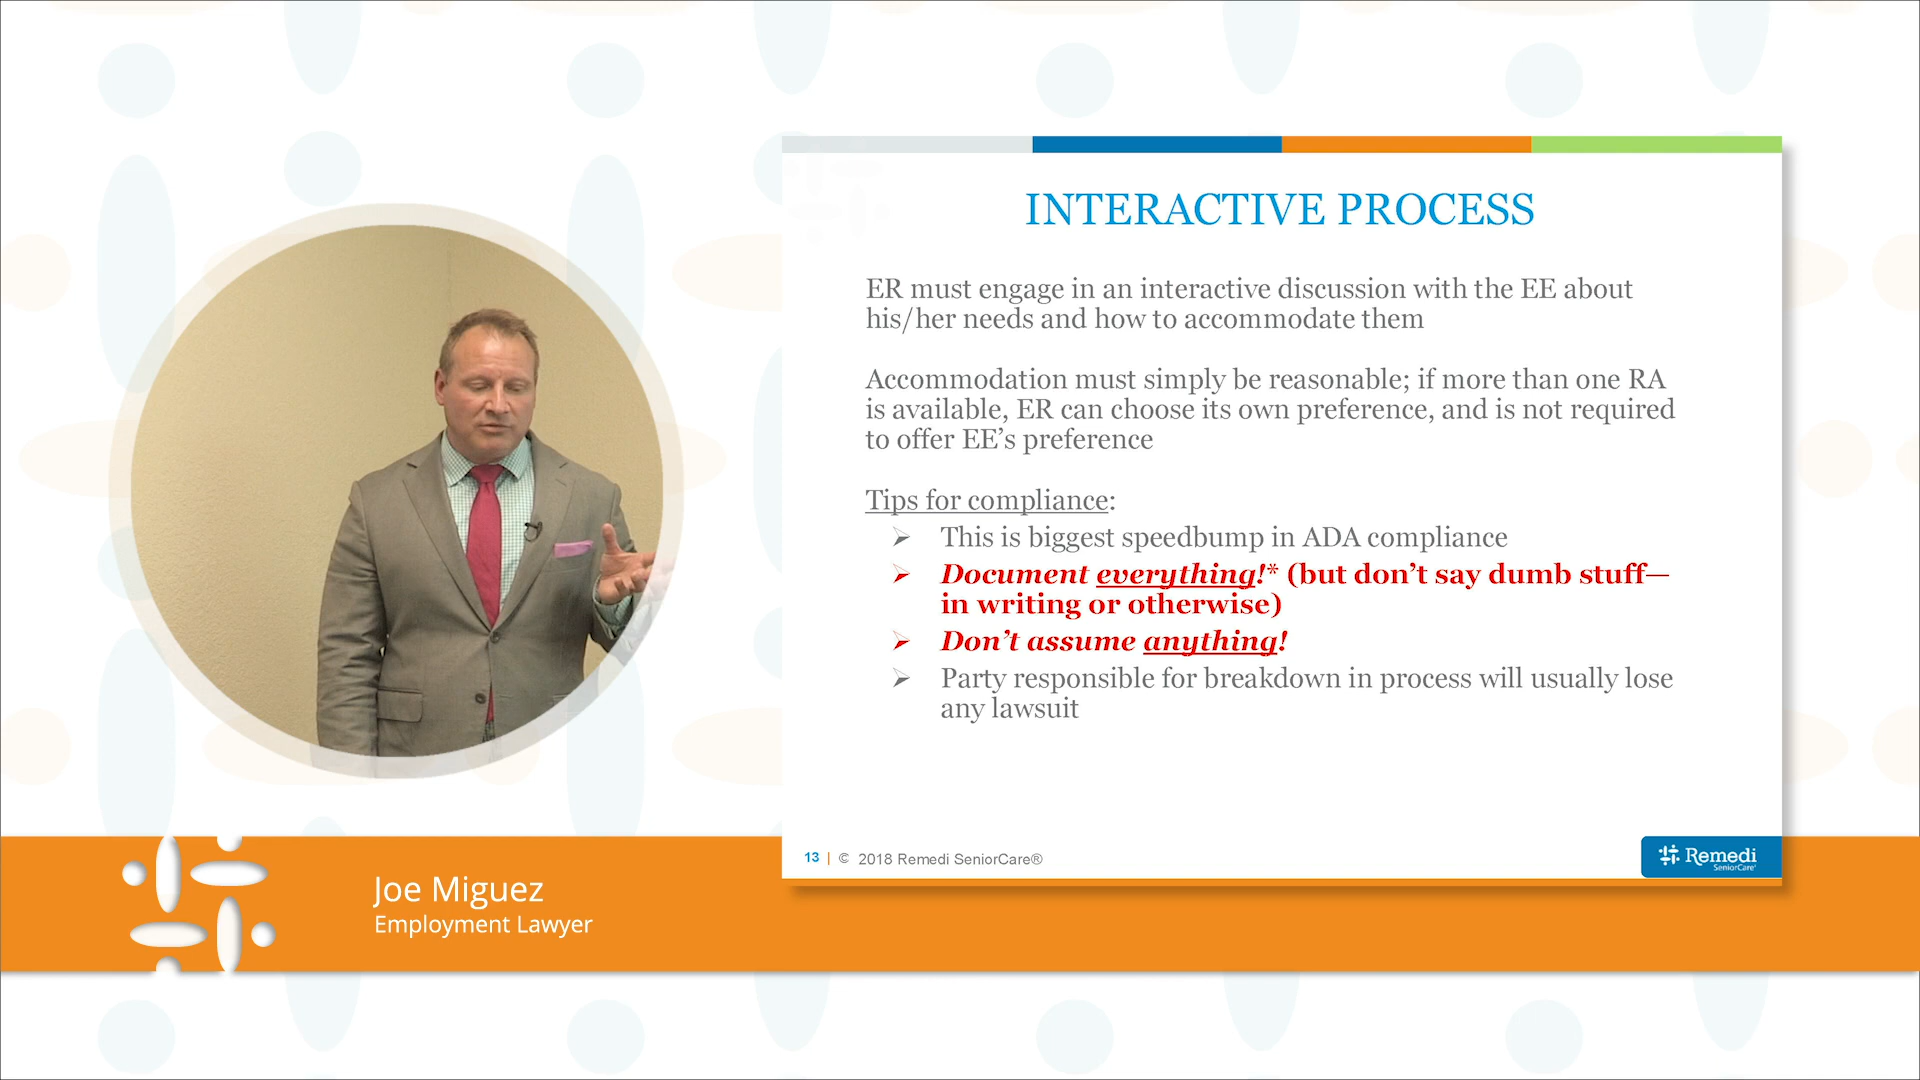 INTERACTIVE PROCESS
ER must engage in an interactive discussion with the EE about
his/her needs and how to accommodate them
Accommodation must simply be reasonable; if more than one RA
is available, ER can choose its own preference, and is not required
to offer EE’s preference
Tips for compliance:
This is biggest speedbump in ADA compliance
Document everything!* (but don’t say dumb stuff—
in writing or otherwise)
Don’t assume anything!
Party responsible for breakdown in process will usually lose
any lawsuit
13 | © 2018 Remedi SeniorCare®
Remedi
SeniorCare®
Joe Miguez
Employment Lawyer